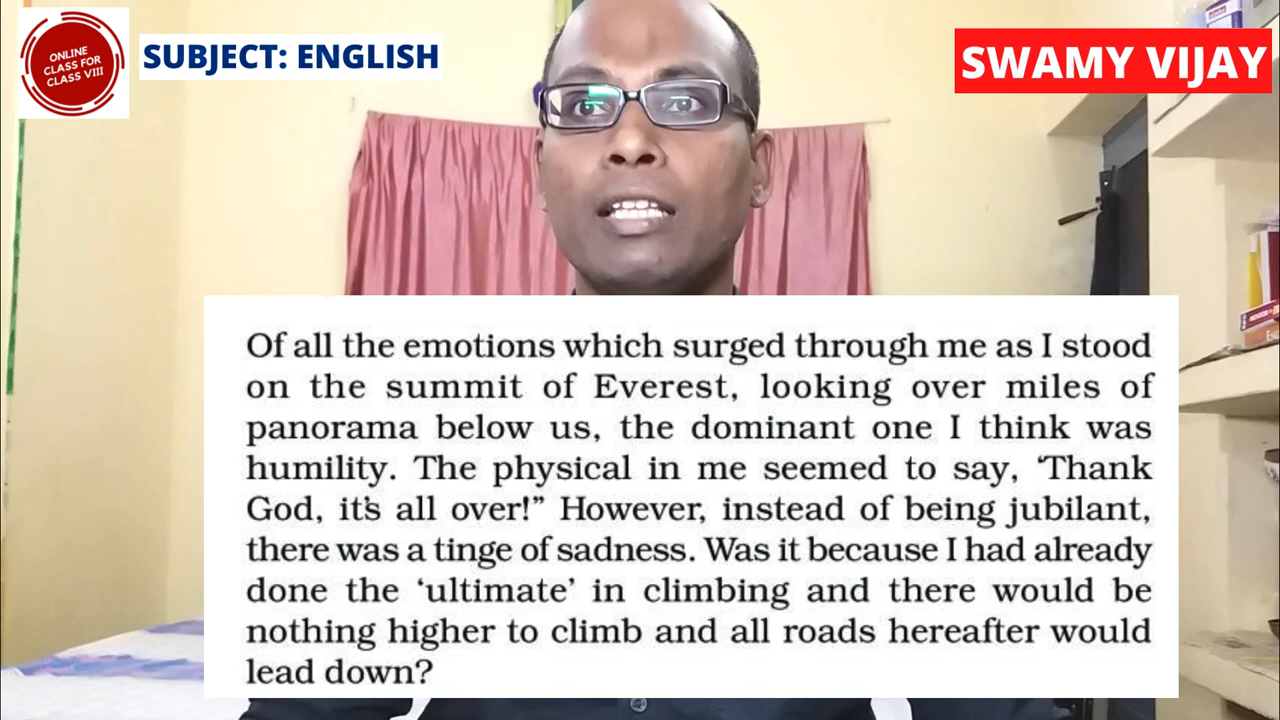 ONLINE
CLASS FOR
CLASS VIII
SUBJECT: ENGLISH
SWAMY VIJAY
Of all the emotions which surged through me as I stood
on the summit of Everest, looking over miles of
panorama below us, the dominant one I think was
humility. The physical in me seemed to say, ‘Thank
God, it's all over!” However, instead of being jubilant,
there was a tinge of sadness. Was it because I had already
done the ‘ultimate’ in climbing and there would be
nothing higher to climb and all roads hereafter would
lead down?